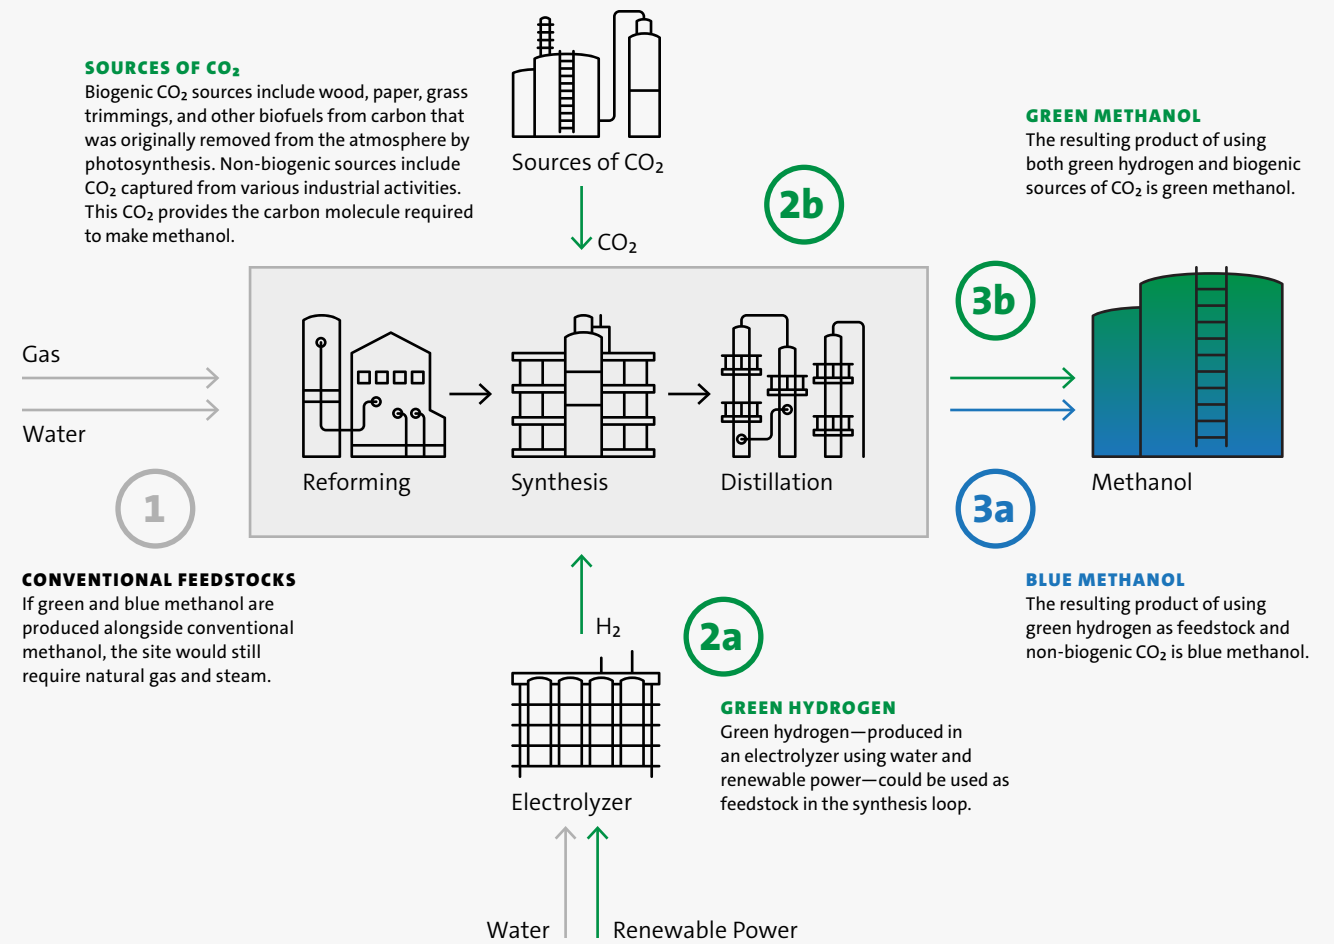 SOURCES OF CO₂
Biogenic CO₂ sources include wood, paper, grass
trimmings, and other biofuels from carbon that
was originally removed from the atmosphere by
photosynthesis. Non-biogenic sources include
CO₂ captured from various industrial activities.
This CO₂ provides the carbon molecule required
to make methanol.
Sources of CO₂
CO₂
2b
GREEN METHANOL
The resulting product of using
both green hydrogen and biogenic
sources of CO₂ is green methanol.
3b
Gas
Water
Reforming
Synthesis
Distillation
Methanol
1
3a
CONVENTIONAL FEEDSTOCKS
If green and blue methanol are
produced alongside conventional
methanol, the site would still
require natural gas and steam.
BLUE METHANOL
The resulting product of using
green hydrogen as feedstock and
non-biogenic CO₂ is blue methanol.
H₂
2a
GREEN HYDROGEN
Green hydrogen—produced in
an electrolyzer using water and
renewable power—could be used as
feedstock in the synthesis loop.
Electrolyzer
Water
Renewable Power